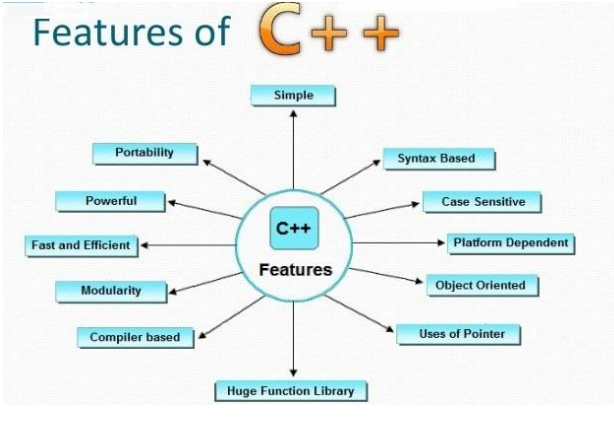 Features of C++
Simple
Portability
Syntax Based
Powerful
Case Sensitive
C++
Features
Fast and Efficient
Platform Dependent
Modularity
Object Oriented
Compiler based
Uses of Pointer
Huge Function Library